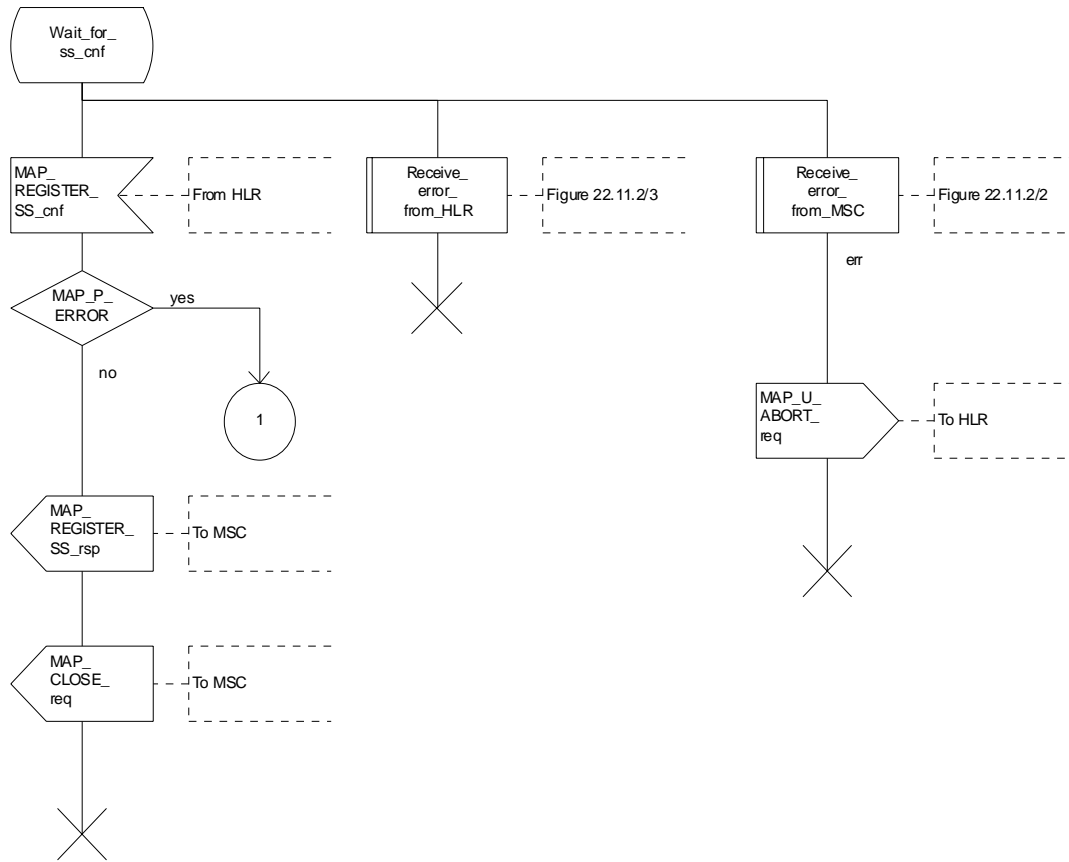 Wait_for_
ss_cnf
MAP_
REGISTER_
SS_cnf
From HLR
Receive_
error_
from_HLR
Figure 22.11.2/3
Receive_
error_
from_MSC
Figure 22.11.2/2
err
MAP_P_
ERROR
yes
no
1
MAP_U_
ABORT_
req
To HLR
MAP_
REGISTER_
SS_rsp
To MSC
MAP_
CLOSE_
req
To MSC